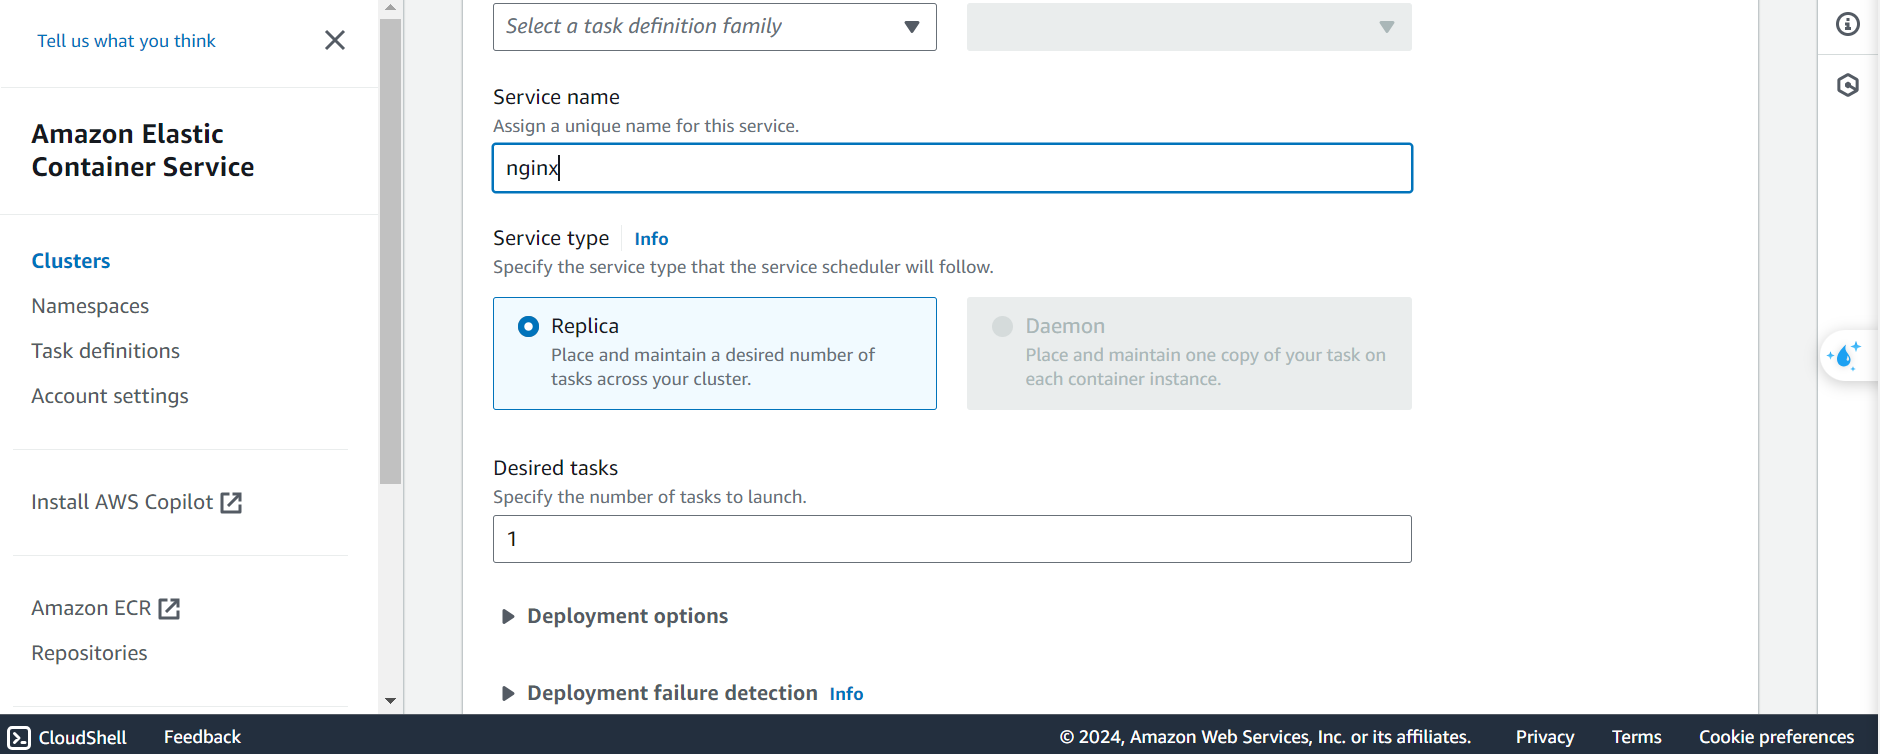 Tell us what you think
Amazon Elastic
Container Service
Clusters
Namespaces
Task definitions
Account settings
Install AWS Copilot
Amazon ECR
Repositories
Select a task definition family
Service name
Assign a unique name for this service.
nginx
Service type Info
Specify the service type that the service scheduler will follow.
Replica
Place and maintain a desired number of
tasks across your cluster.
Daemon
Place and maintain one copy of your task on
each container instance.
Desired tasks
Specify the number of tasks to launch.
1
Deployment options
Deployment failure detection Info
CloudShell Feedback © 2024, Amazon Web Services, Inc. or its affiliates. Privacy Terms Cookie preferences